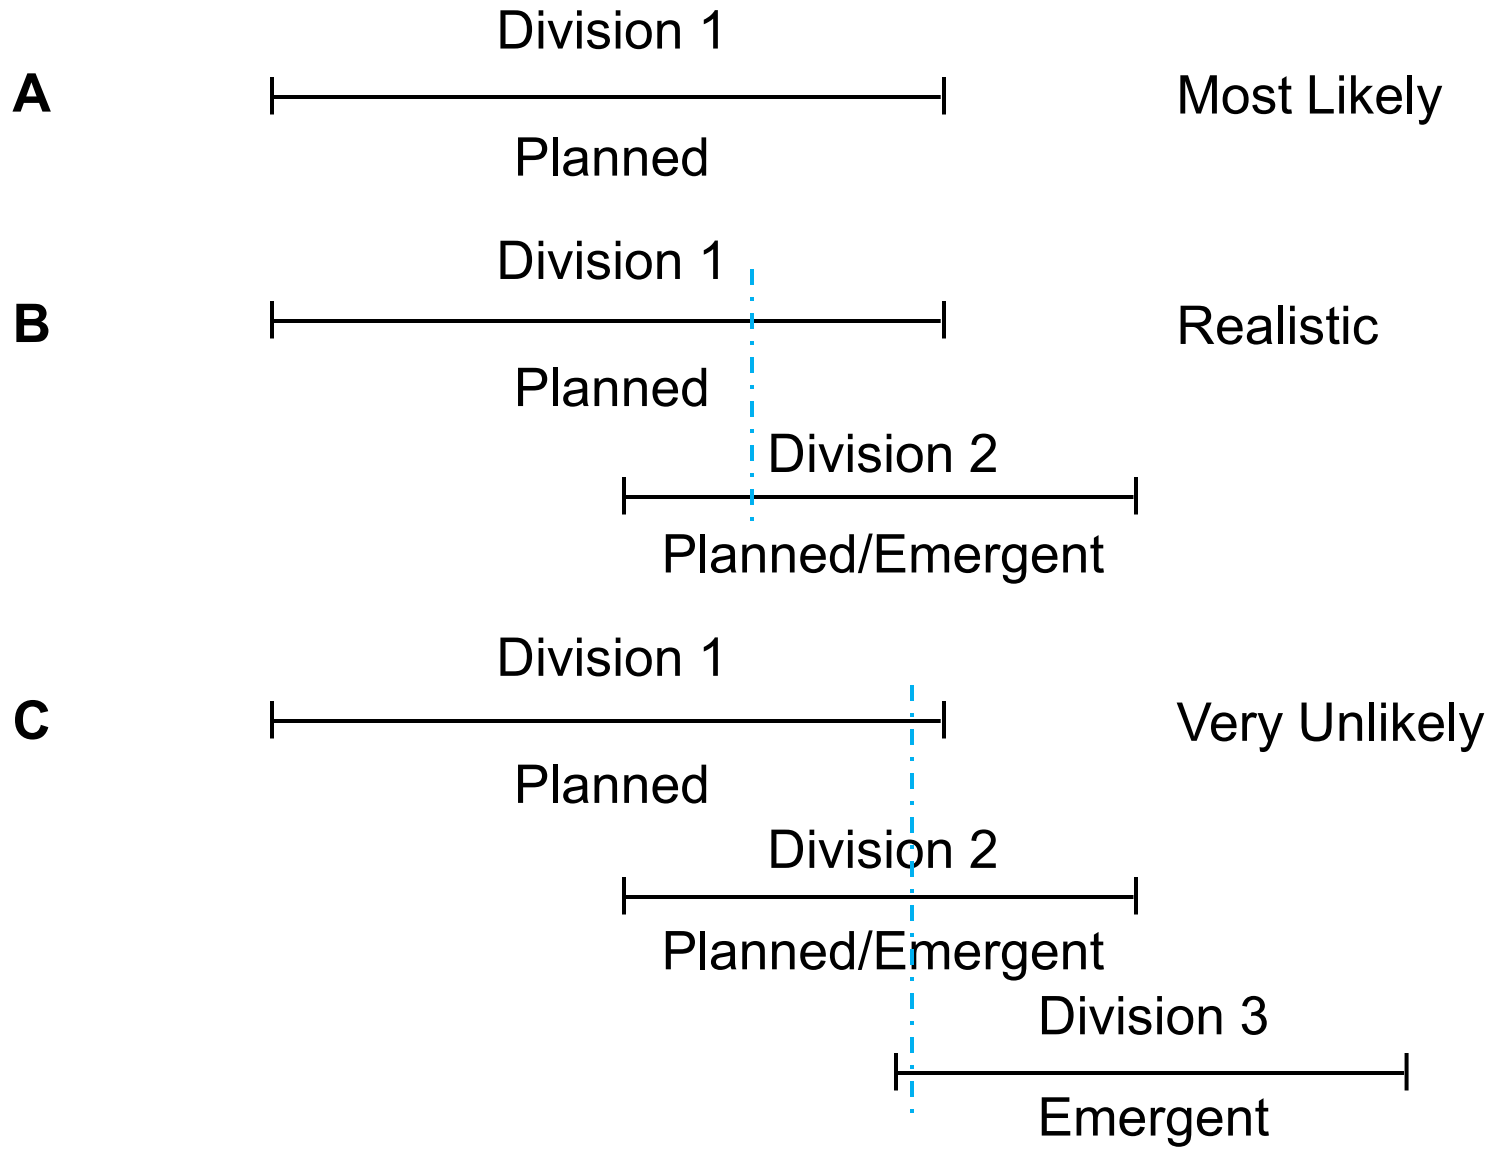 Division 1
A Most Likely
Planned
Division 1
B Realistic
Planned
Division 2
Planned/Emergent
Division 1
C Very Unlikely
Planned
Division 2
Planned/Emergent
Division 3
Emergent